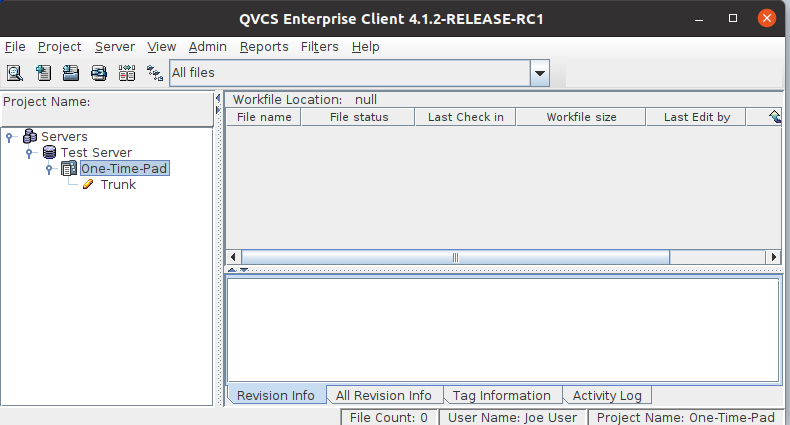 QVCS Enterprise Client 4.1.2-RELEASE-RC1
File Project Server View Admin Reports Filters Help
All files
Project Name:
Servers
Test Server
One-Time-Pad
Trunk
Workfile Location: null
File name File status Last Check in Workfile size Last Edit by
Revision Info All Revision Info Tag Information Activity Log
File Count: 0 User Name: Joe User Project Name: One-Time-Pad